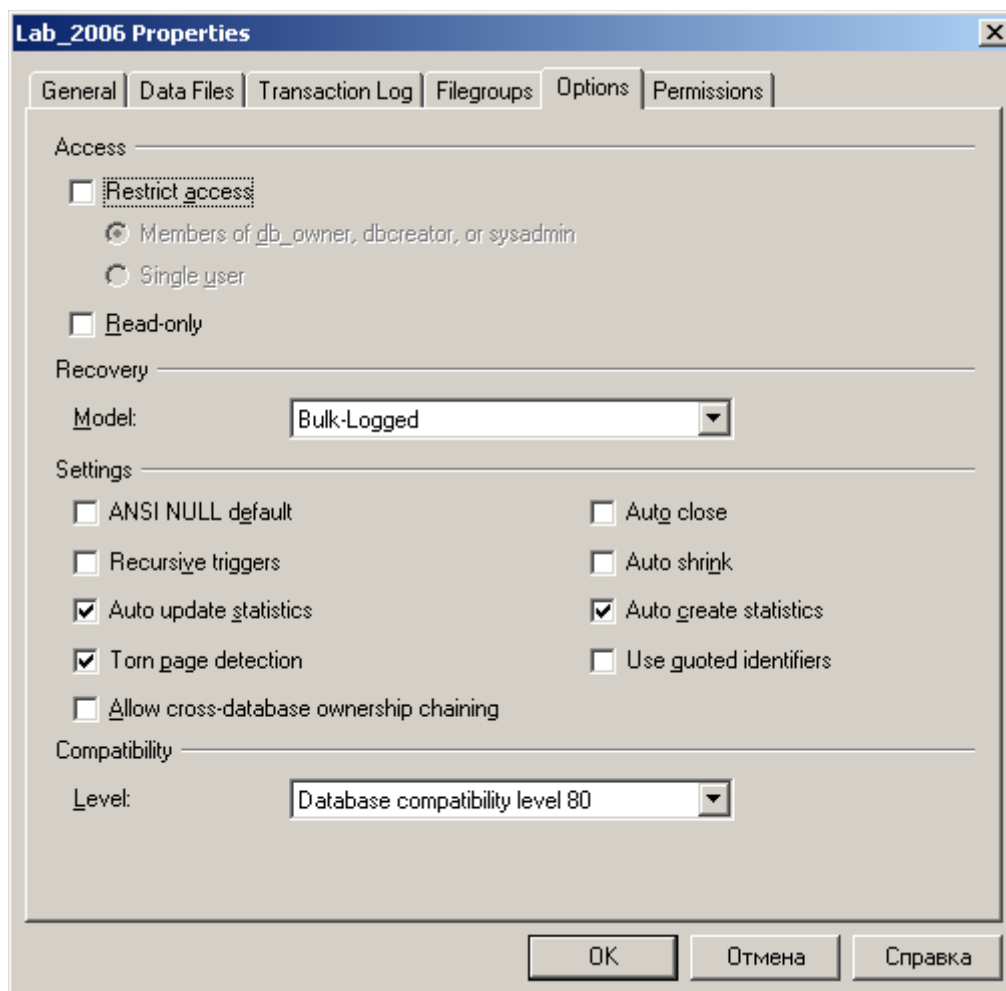 Lab_2006 Properties
General Data Files Transaction Log Filegroups Options Permissions
Access
Restrict access
Members of db_owner, dbcreator, or sysadmin
Single user
Read-only
Recovery
Model: Bulk-Logged
Settings
ANSI NULL default Auto close
Recursive triggers Auto shrink
Auto update statistics Auto create statistics
Torn page detection Use quoted identifiers
Allow cross-database ownership chaining
Compatibility
Level: Database compatibility level 80
OK Отмена Справка